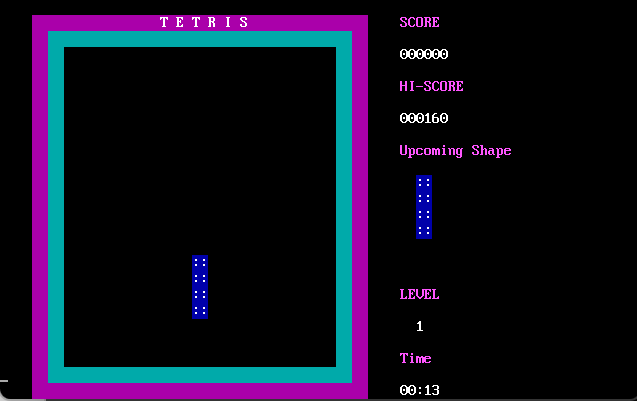 T E T R I S
SCORE
000000
HI-SCORE
000160
Upcoming Shape
LEVEL
1
Time
00:13